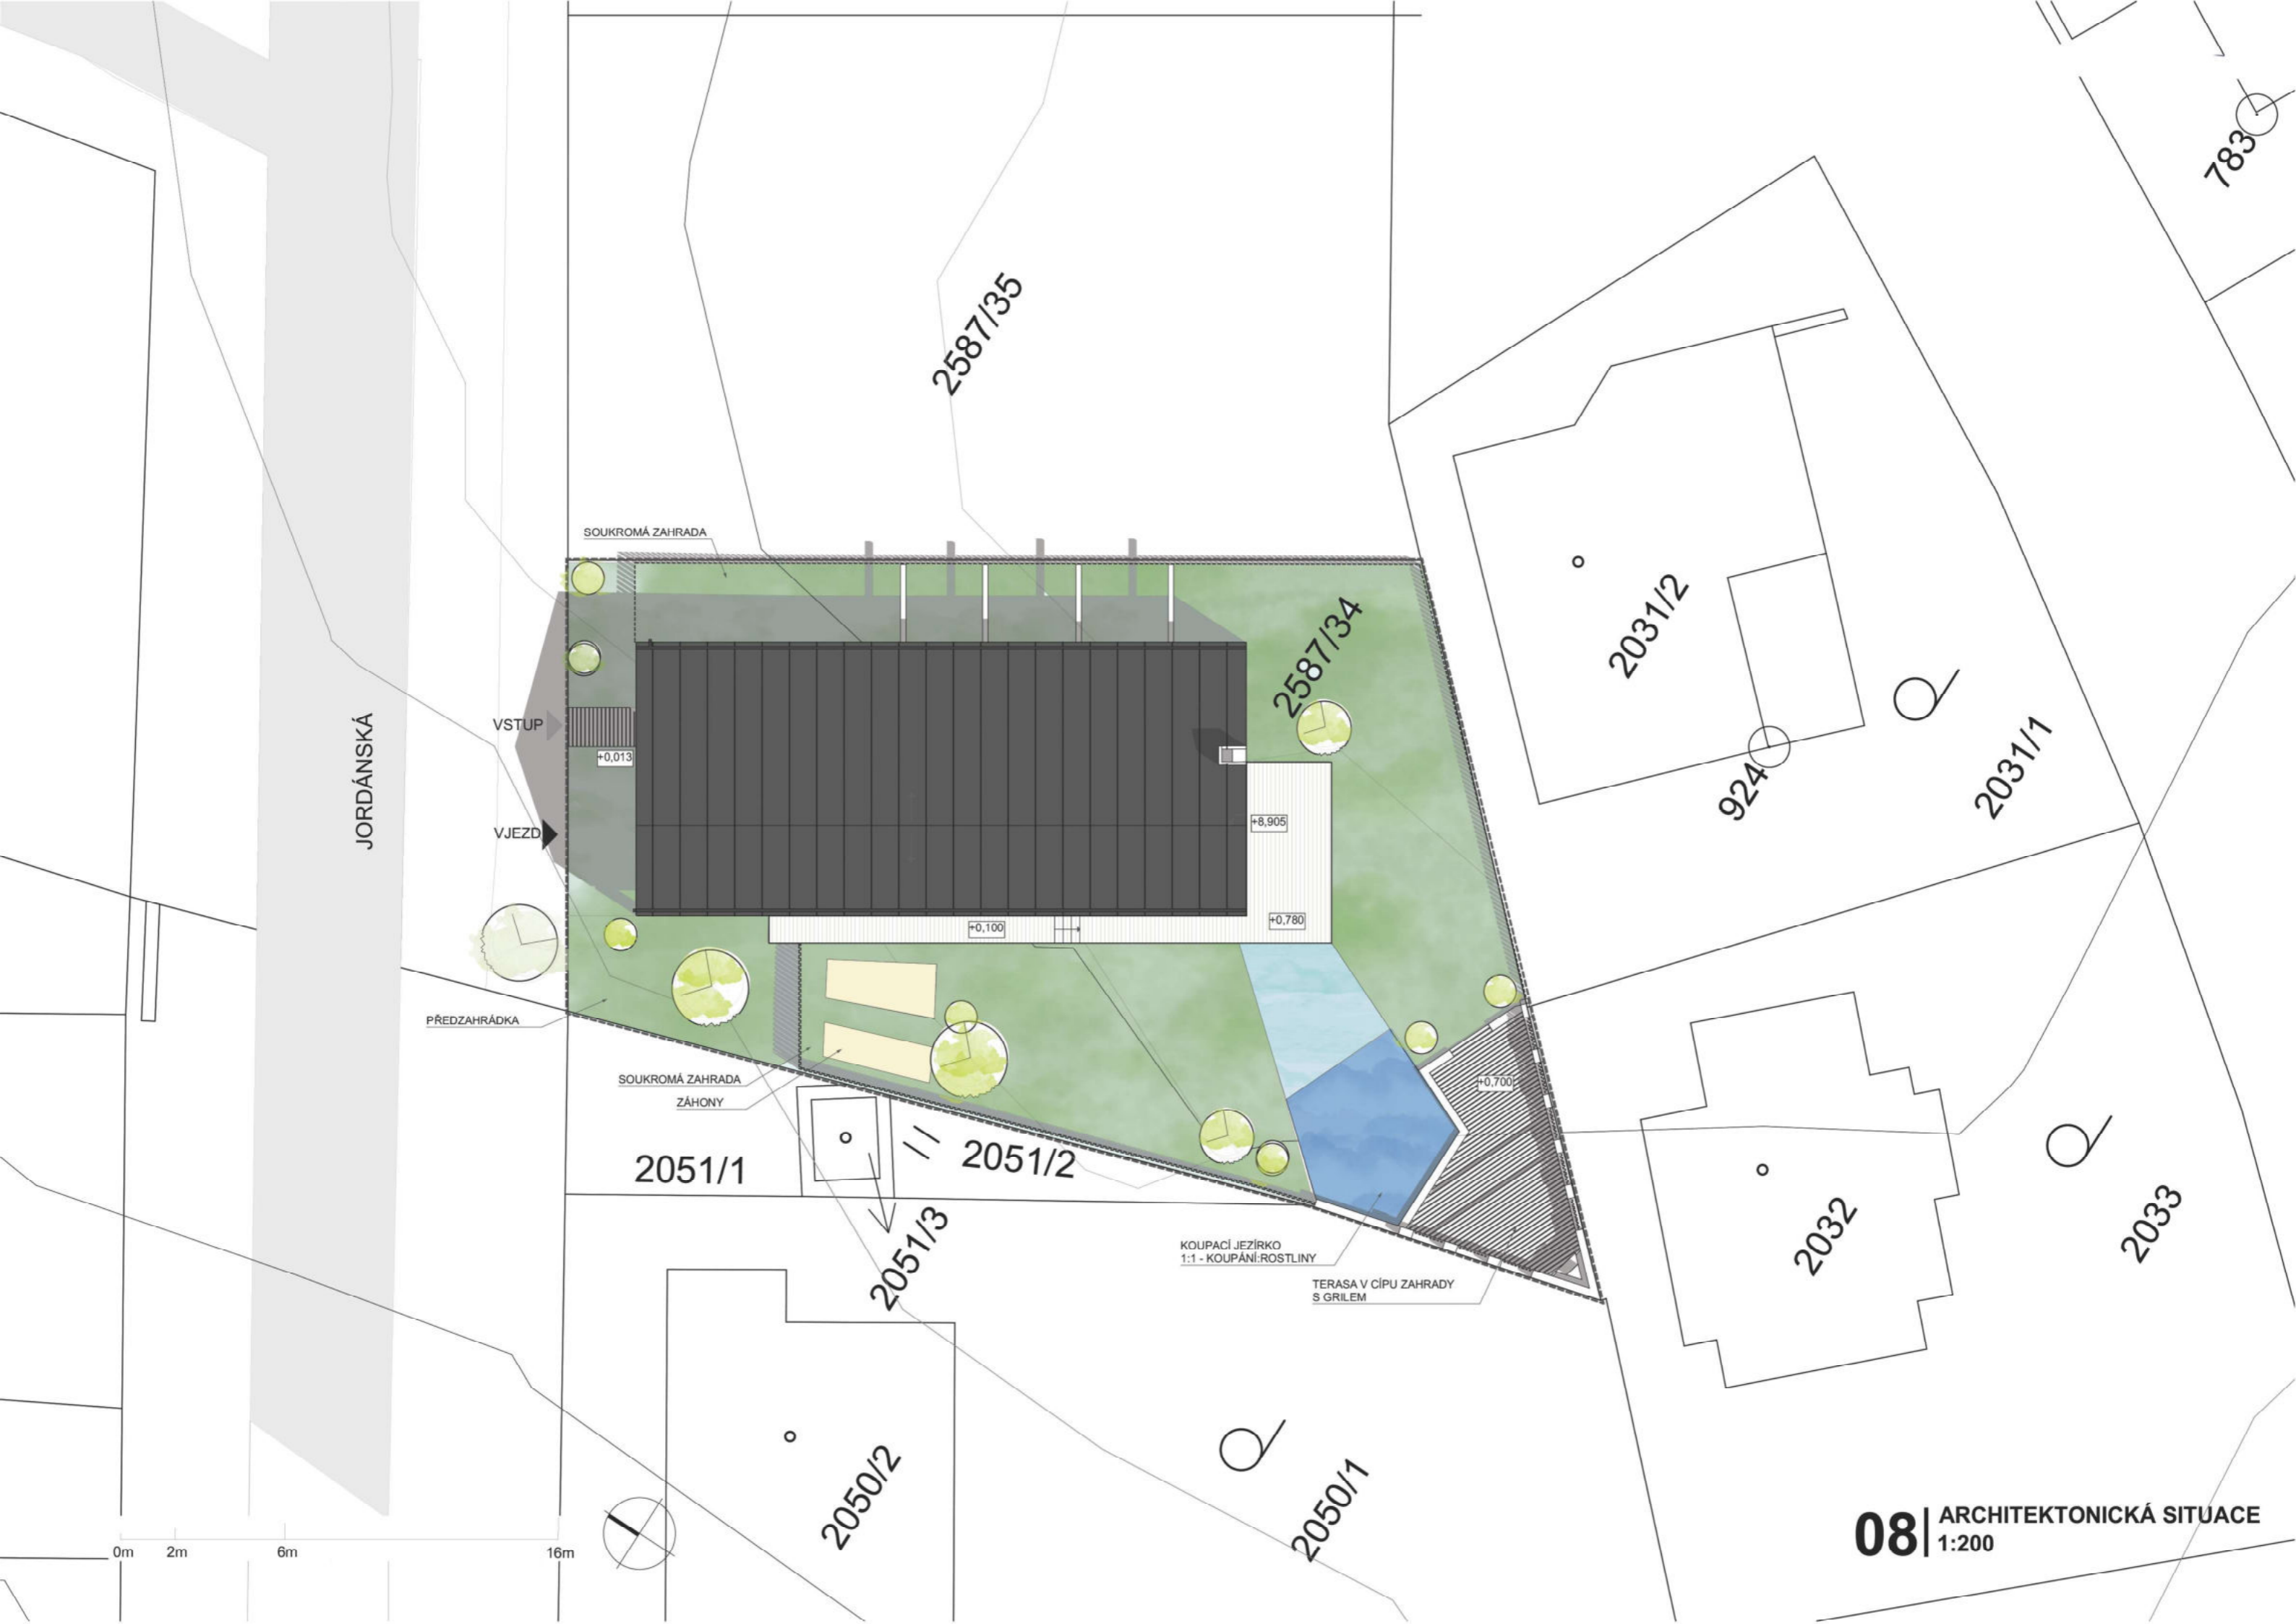 783
2587/35
SOUKROMÁ ZAHRADA
2587/34
2031/2
VSTUP
+0,013
JORDÁNSKÁ
924
2031/1
VJEZD
+8,905
+0,780
+0,100
PŘEDZAHRÁDKA
SOUKROMÁ ZAHRADA
ZÁHONY
+0,700
2051/1
2051/2
2051/3
KOUPACÍ JEZÍRKO
1:1 - KOUPÁNÍ:ROSTLINY
TERASA V CÍPU ZAHRADY
S GRILEM
2032
2033
2050/2
2050/1
0m 2m 6m 16m
08 ARCHITEKTONICKÁ SITUACE
1:200